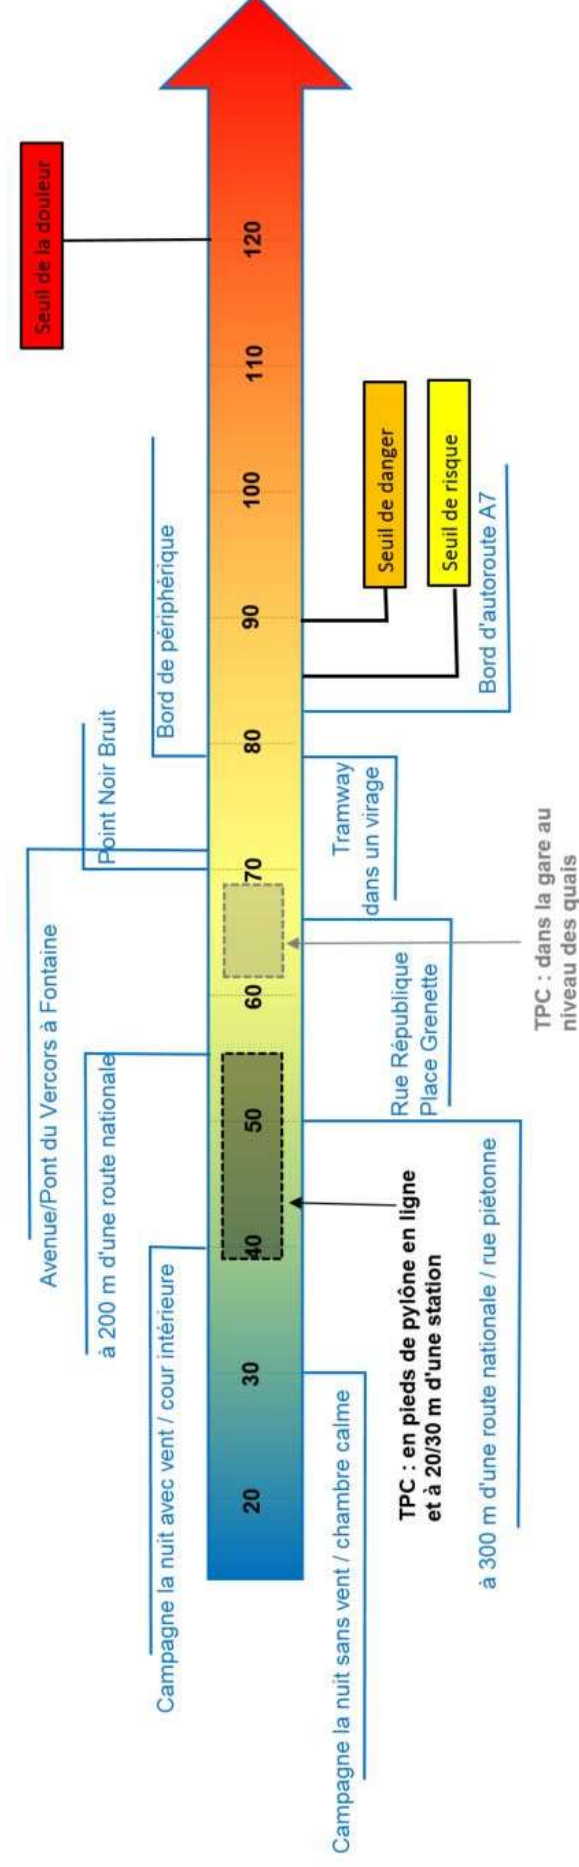 Seuil de la douleur
Bord de périphérique
Point Noir Bruit
Avenue/Pont du Vercors à Fontaine
à 200 m d'une route nationale
Campagne la nuit avec vent / cour intérieure
20
30
40
50
60
70
80
90
100
110
120
Campagne la nuit sans vent / chambre calme
TPC : en pieds de pylône en ligne
et à 20/30 m d'une station
à 300 m d'une route nationale / rue piétonne
Rue République
Place Grenette
Tramway
dans un virage
TPC : dans la gare au
niveau des quais
Seuil de danger
Seuil de risque
Bord d'autoroute A7